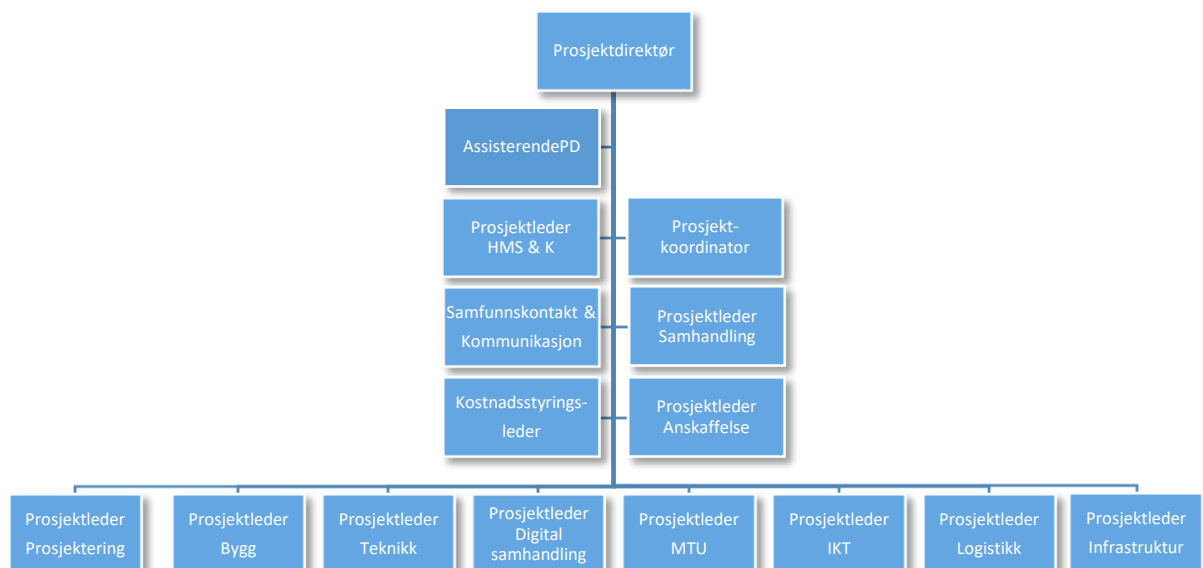 Prosjektdirektør
AssisterendePD
Prosjektleder
HMS & K
Prosjekt-
koordinator
Samfunnskontakt &
Kommunikasjon
Prosjektleder
Samhandling
Kostnadsstyrings-
leder
Prosjektleder
Anskaffelse
Prosjektleder
Prosjektering
Prosjektleder
Bygg
Prosjektleder
Teknikk
Prosjektleder
Digital
samhandling
Prosjektleder
MTU
Prosjektleder
IKT
Prosjektleder
Logistikk
Prosjektleder
Infrastruktur